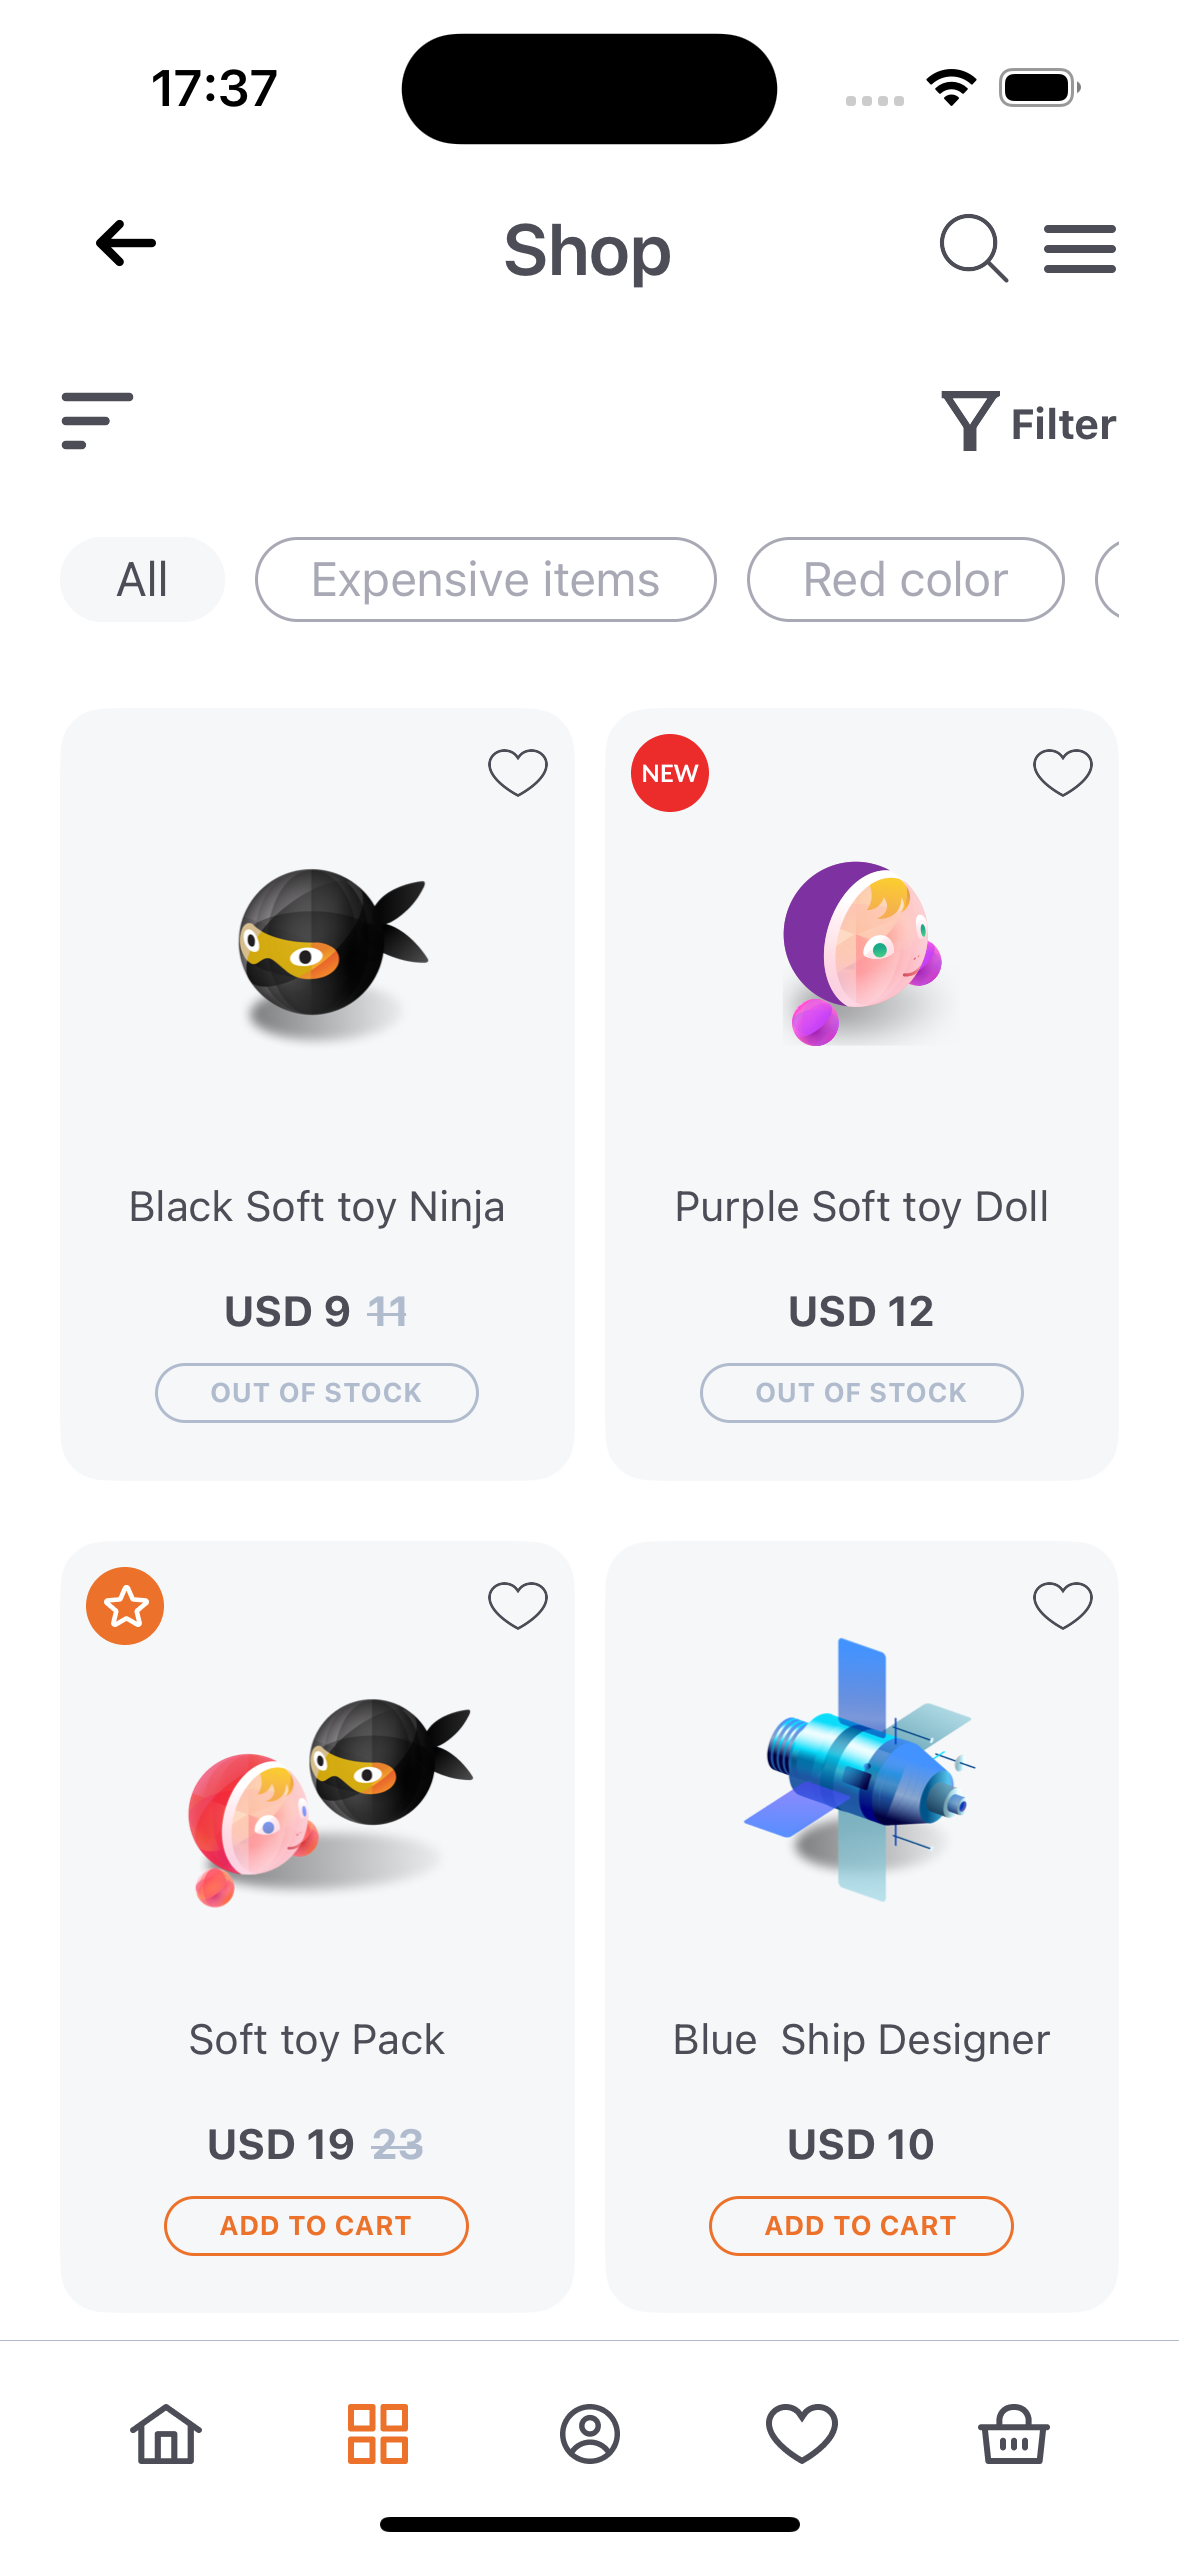 17:37
Shop
Filter
All
Expensive items
Red color
NEW
Black Soft toy Ninja
Purple Soft toy Doll
USD 9 11
USD 12
OUT OF STOCK
OUT OF STOCK
Soft toy Pack
Blue  Ship Designer
USD 19 23
USD 10
ADD TO CART
ADD TO CART